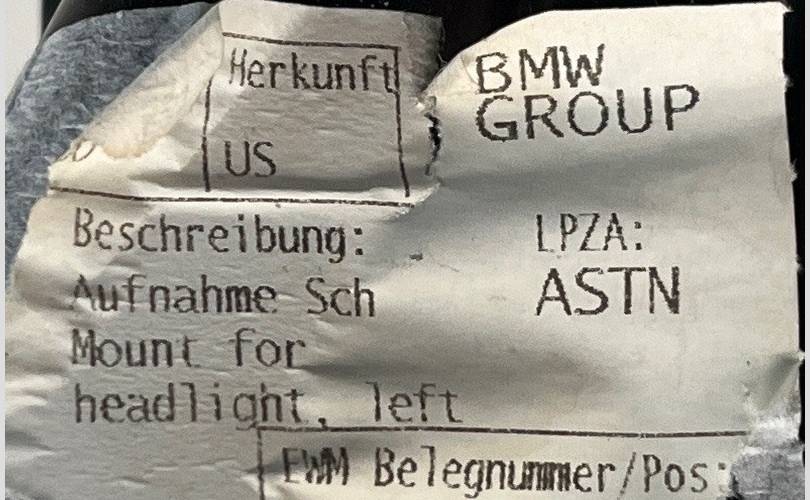 Herkunft
US
BMW
GROUP
Beschreibung:
Aufnahme Sch
Mount for
headlight, left
LPZA:
ASTN
EWM Belegnummer/Pos: